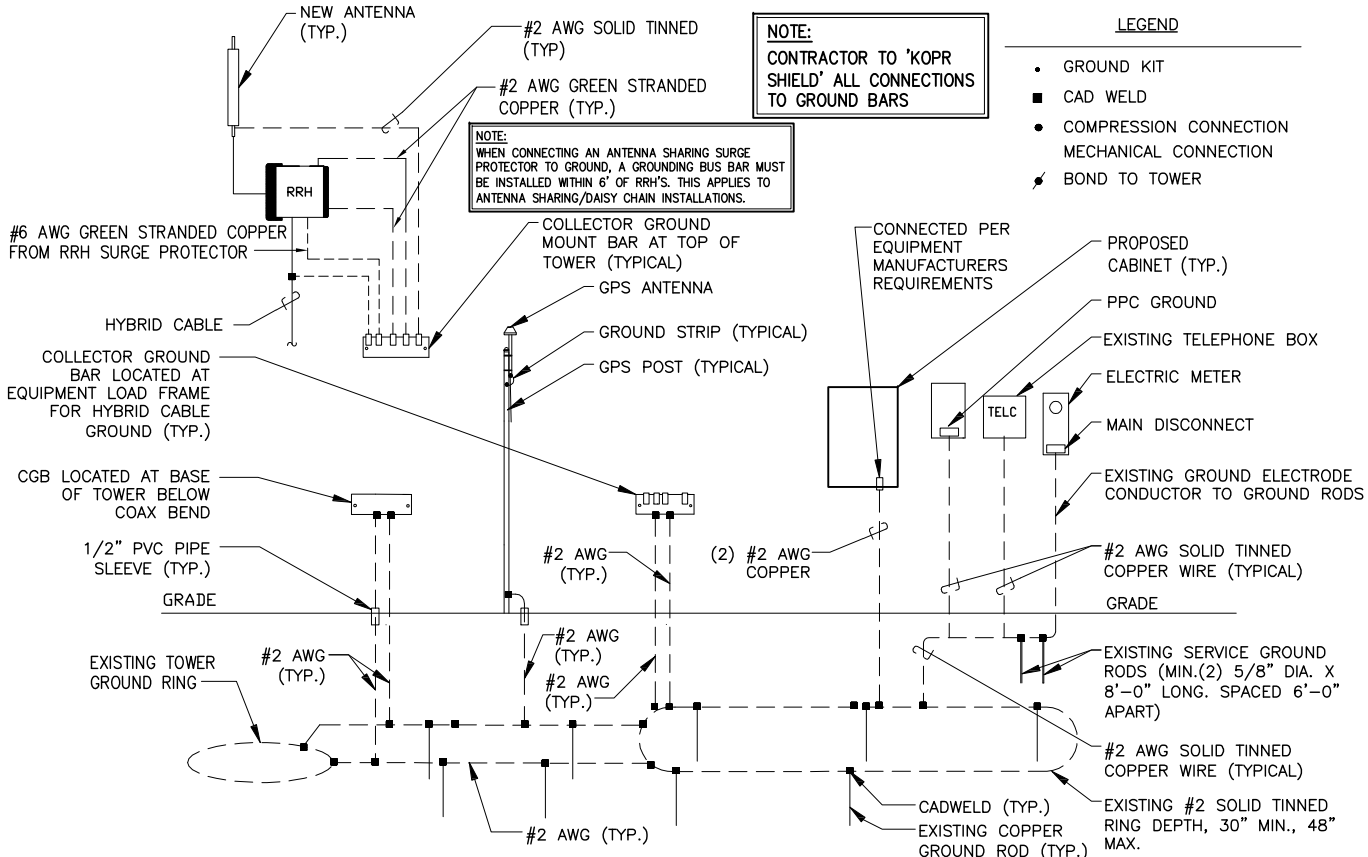 NEW ANTENNA
(TYP.)
#2 AWG SOLID TINNED
(TYP)
#2 AWG GREEN STRANDED
COPPER (TYP.)
NOTE:
CONTRACTOR TO 'KOPR
SHIELD' ALL CONNECTIONS
TO GROUND BARS
LEGEND
GROUND KIT
CAD WELD
COMPRESSION CONNECTION
MECHANICAL CONNECTION
BOND TO TOWER
NOTE:
WHEN CONNECTING AN ANTENNA SHARING SURGE
PROTECTOR TO GROUND, A GROUNDING BUS BAR MUST
BE INSTALLED WITHIN 6' OF RRH'S. THIS APPLIES TO
ANTENNA SHARING/DAISY CHAIN INSTALLATIONS.
RRH
#6 AWG GREEN STRANDED COPPER
FROM RRH SURGE PROTECTOR
HYBRID CABLE
COLLECTOR GROUND
MOUNT BAR AT TOP OF
TOWER (TYPICAL)
GPS ANTENNA
GROUND STRIP (TYPICAL)
GPS POST (TYPICAL)
CONNECTED PER
EQUIPMENT
MANUFACTURERS
REQUIREMENTS
PROPOSED
CABINET (TYP.)
PPC GROUND
EXISTING TELEPHONE BOX
ELECTRIC METER
TELC
MAIN DISCONNECT
COLLECTOR GROUND
BAR LOCATED AT
EQUIPMENT LOAD FRAME
FOR HYBRID CABLE
GROUND (TYP.)
CGB LOCATED AT BASE
OF TOWER BELOW
COAX BEND
1/2" PVC PIPE
SLEEVE (TYP.)
#2 AWG
(TYP.)
(2) #2 AWG
COPPER
EXISTING GROUND ELECTRODE
CONDUCTOR TO GROUND RODS
#2 AWG SOLID TINNED
COPPER WIRE (TYPICAL)
GRADE
GRADE
EXISTING TOWER
GROUND RING
#2 AWG
(TYP.)
#2 AWG
(TYP.)
#2 AWG
(TYP.)
EXISTING SERVICE GROUND
RODS (MIN.(2) 5/8" DIA. X
8'-0" LONG. SPACED 6'-0"
APART)
#2 AWG SOLID TINNED
COPPER WIRE (TYPICAL)
#2 AWG (TYP.)
CADWELD (TYP.)
EXISTING COPPER
GROUND ROD (TYP.)
EXISTING #2 SOLID TINNED
RING DEPTH, 30" MIN., 48"
MAX.